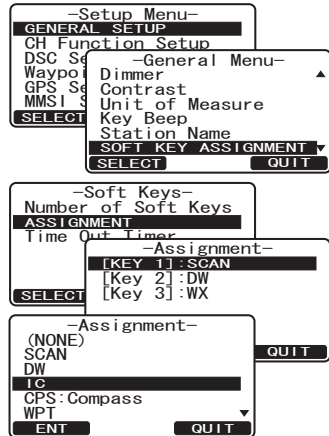 –Setup Menu–
GENERAL SETUP
CH Function Setup
DSC Se
Waypoi
GPS Se
MMSI S
SELECT
–General Menu–
Dimmer
Contrast
Unit of Measure
Key Beep
Station Name
SOFT KEY ASSIGNMENT
SELECT QUIT
–Soft Keys–
Number of Soft Keys
ASSIGNMENT
Time Out Timer
SELECT
–Assignment–
[KEY 1]:SCAN
[Key 2]:DW
[Key 3]:WX
QUIT
–Assignment–
(NONE)
SCAN
DW
IC
CPS:Compass
WPT
ENT QUIT